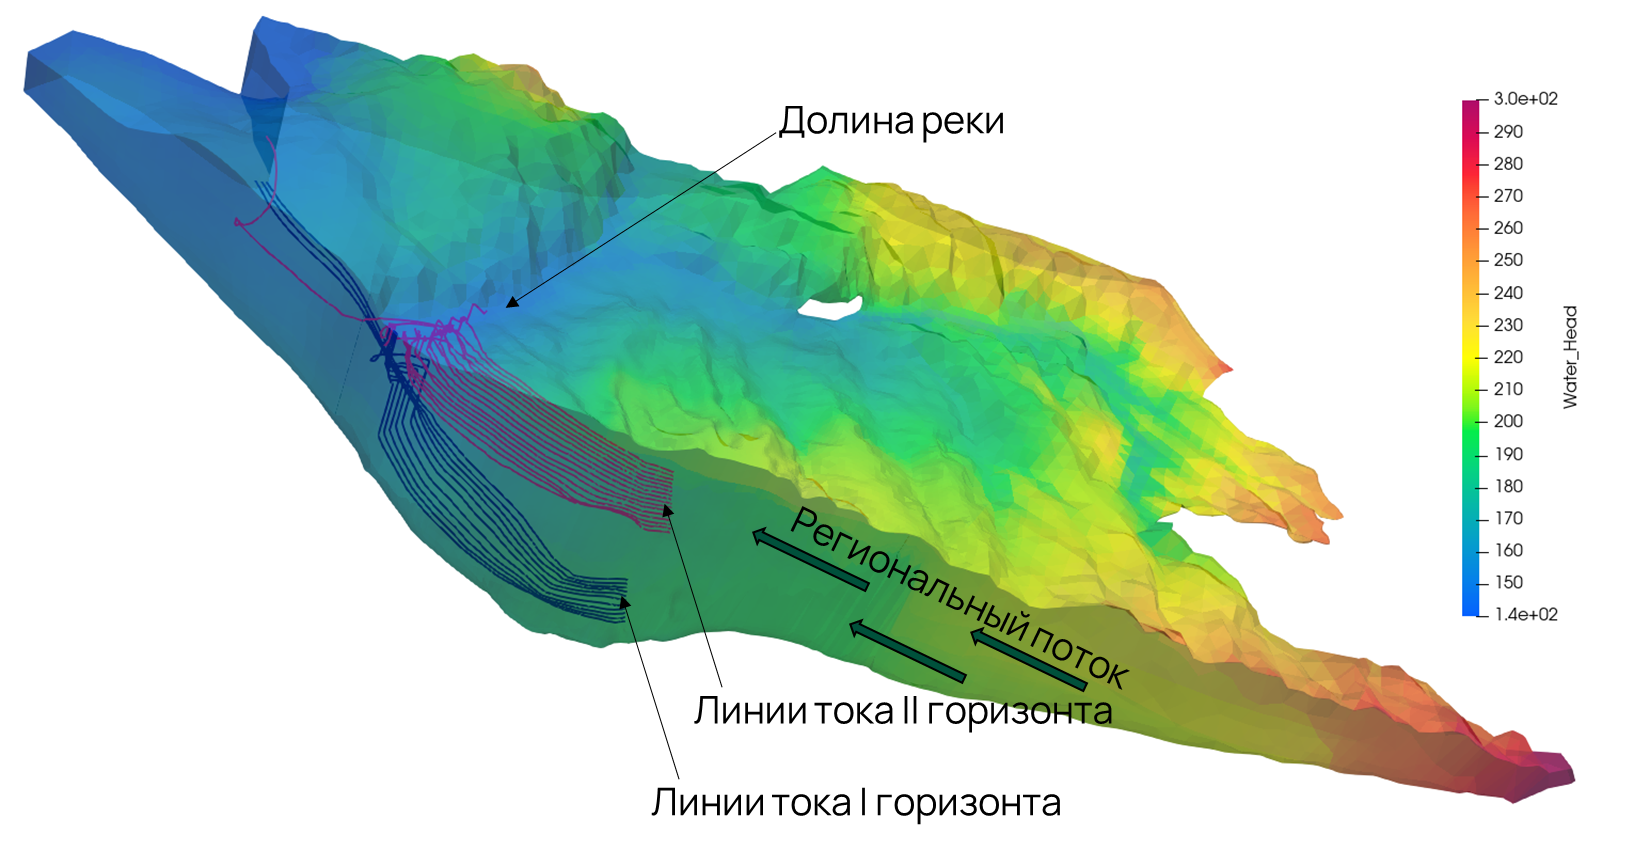 Долина реки
3.0e+02
290
280
270
260
250
240
230
220
210
200
190
180
170
160
150
1.4e+02
Water_Head
Региональный поток
Линии тока II горизонта
Линии тока I горизонта